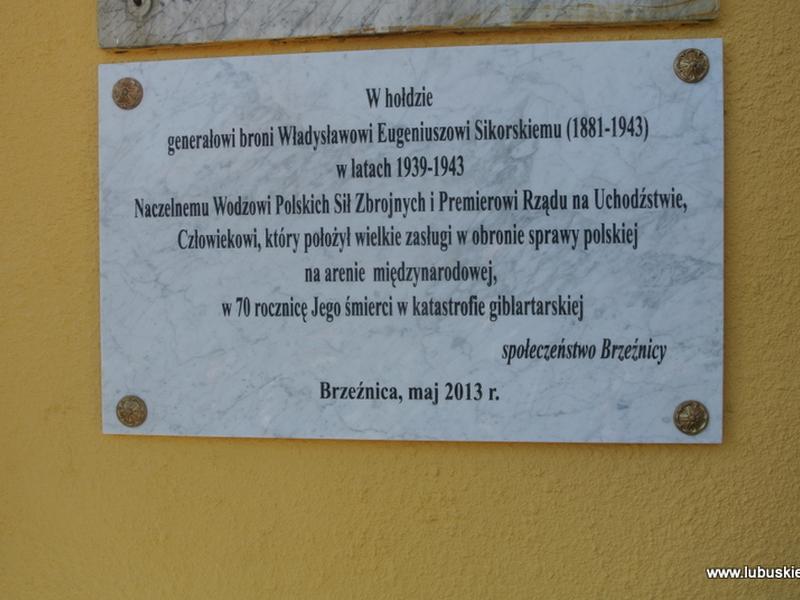 W hołdzie
generałowi broni Władysławowi Eugeniuszowi Sikorskiemu (1881-1943)
w latach 1939-1943
Naczelnemu Wodzowi Polskich Sił Zbrojnych i Premierowi Rządu na Uchodźstwie,
Człowiekowi, który położył wielkie zasługi w obronie sprawy polskiej
na arenie międzynarodowej,
w 70 rocznicę Jego śmierci w katastrofie giblartarskiej
społeczeństwo Brzeźnicy
Brzeźnica, maj 2013 r.
www.lubuskie